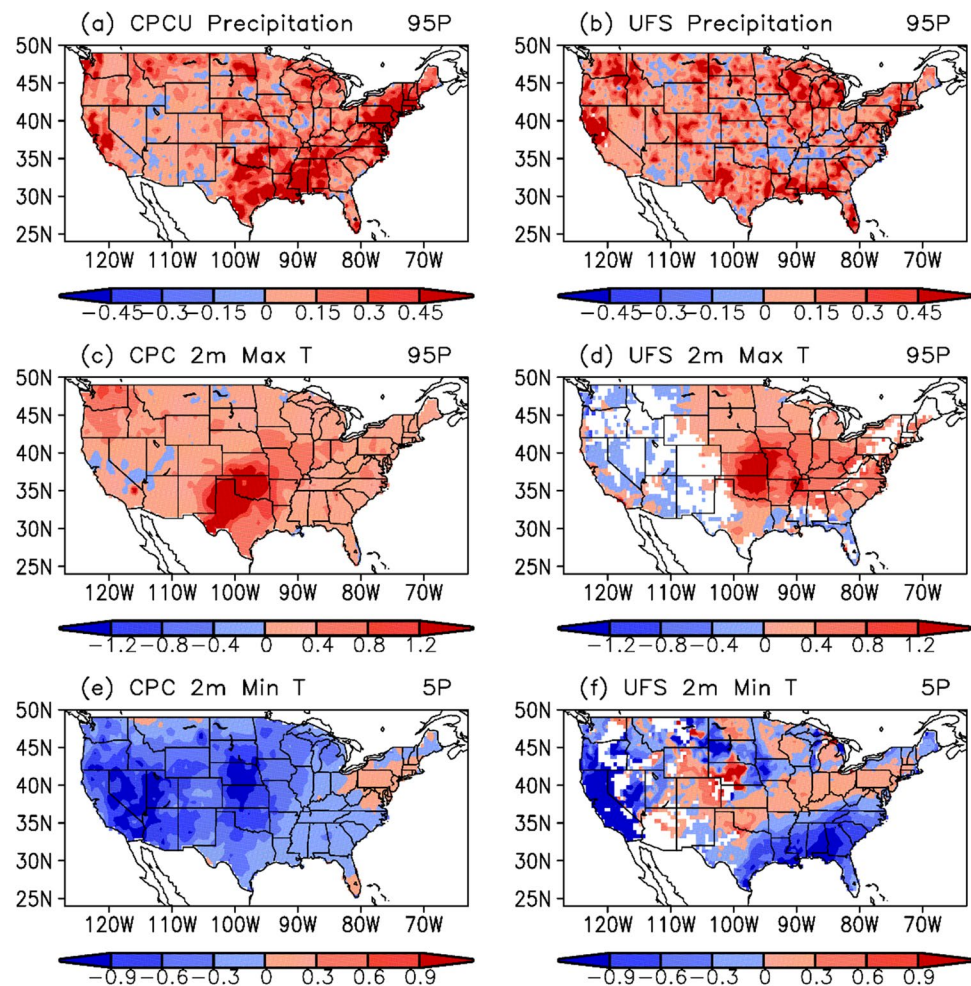 (a) CPCU Precipitation 95P
(b) UFS Precipitation 95P
50N
45N
40N
35N
30N
25N
120W 110W 100W 90W 80W 70W
50N
45N
40N
35N
30N
25N
120W 110W 100W 90W 80W 70W
-0.45 -0.3 -0.15 0 0.15 0.3 0.45
-0.45 -0.3 -0.15 0 0.15 0.3 0.45
(c) CPC 2m Max T 95P
(d) UFS 2m Max T 95P
50N
45N
40N
35N
30N
25N
120W 110W 100W 90W 80W 70W
50N
45N
40N
35N
30N
25N
120W 110W 100W 90W 80W 70W
-1.2 -0.8 -0.4 0 0.4 0.8 1.2
-1.2 -0.8 -0.4 0 0.4 0.8 1.2
(e) CPC 2m Min T 5P
(f) UFS 2m Min T 5P
50N
45N
40N
35N
30N
25N
120W 110W 100W 90W 80W 70W
50N
45N
40N
35N
30N
25N
120W 110W 100W 90W 80W 70W
-0.9 -0.6 -0.3 0 0.3 0.6 0.9
-0.9 -0.6 -0.3 0 0.3 0.6 0.9